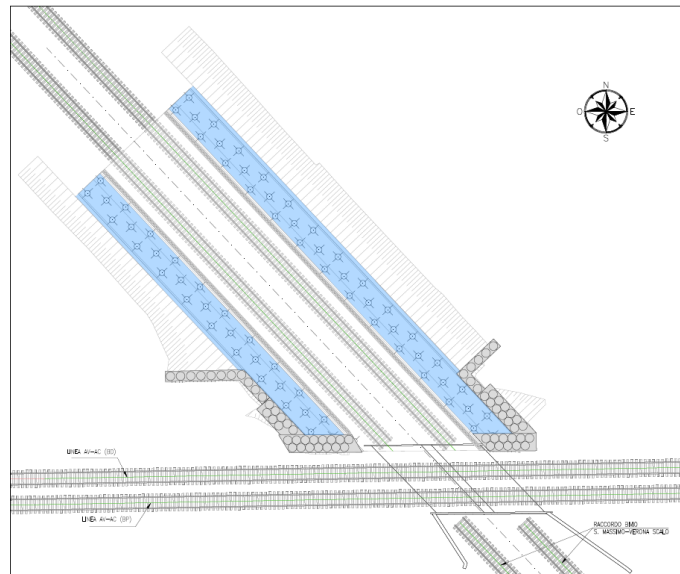 N
O E
S
LINEA AV-AC (BD)
LINEA AV-AC (BP)
RACCORDO BIVIO
S. MASSIMO-VERONA SCALO